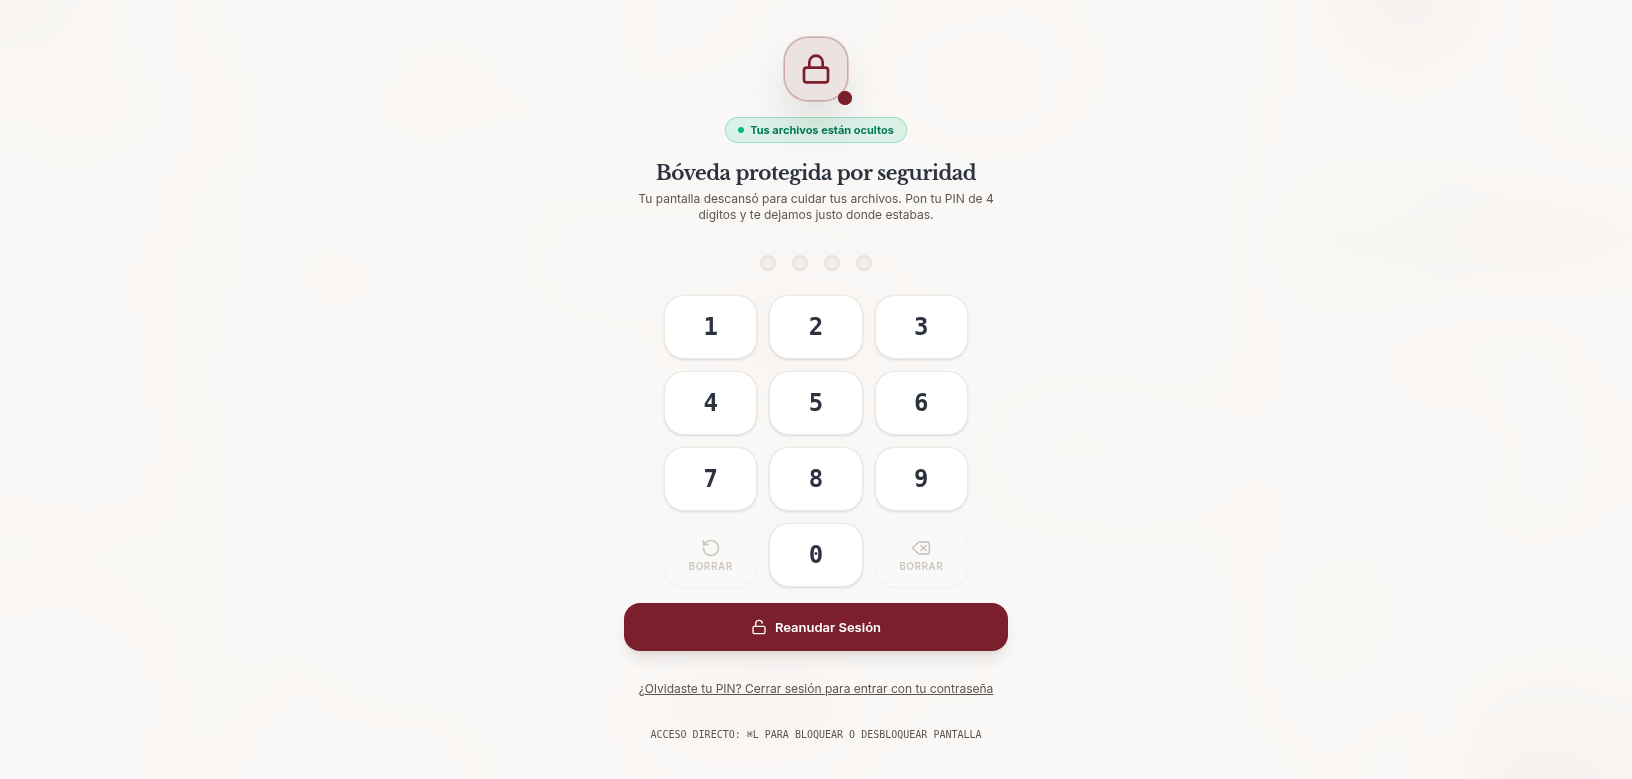 Tus archivos están ocultos
Bóveda protegida por seguridad
Tu pantalla descansó para cuidar tus archivos. Pon tu PIN de 4
dígitos y te dejamos justo donde estabas.
1 2 3
4 5 6
7 8 9
BORRAR 0 BORRAR
Reanudar Sesión
¿Olvidaste tu PIN? Cerrar sesión para entrar con tu contraseña
ACCESO DIRECTO: ⌘L PARA BLOQUEAR O DESBLOQUEAR PANTALLA